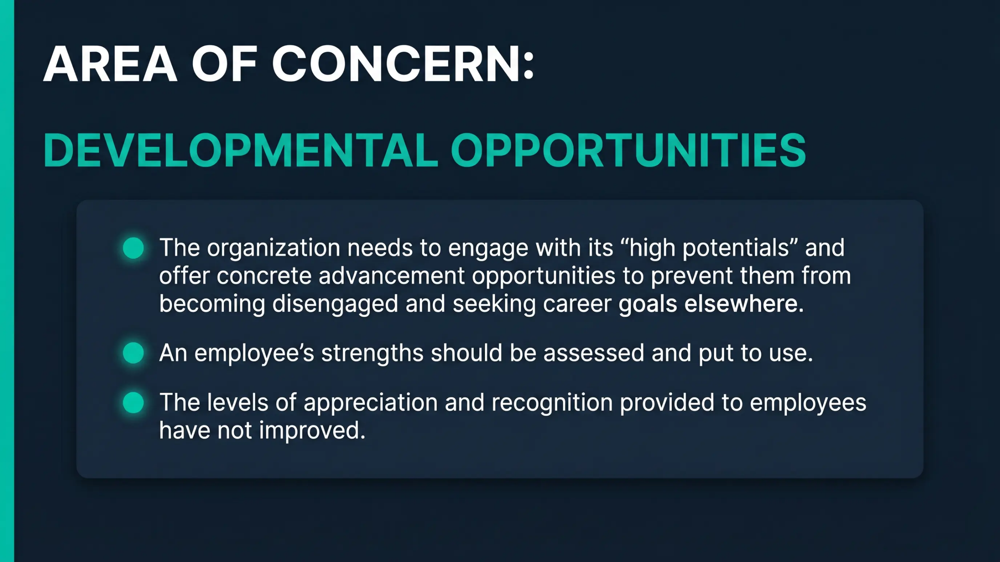 AREA OF CONCERN:
DEVELOPMENTAL OPPORTUNITIES
The organization needs to engage with its “high potentials” and
offer concrete advancement opportunities to prevent them from
becoming disengaged and seeking career goals elsewhere.
An employee’s strengths should be assessed and put to use.
The levels of appreciation and recognition provided to employees
have not improved.